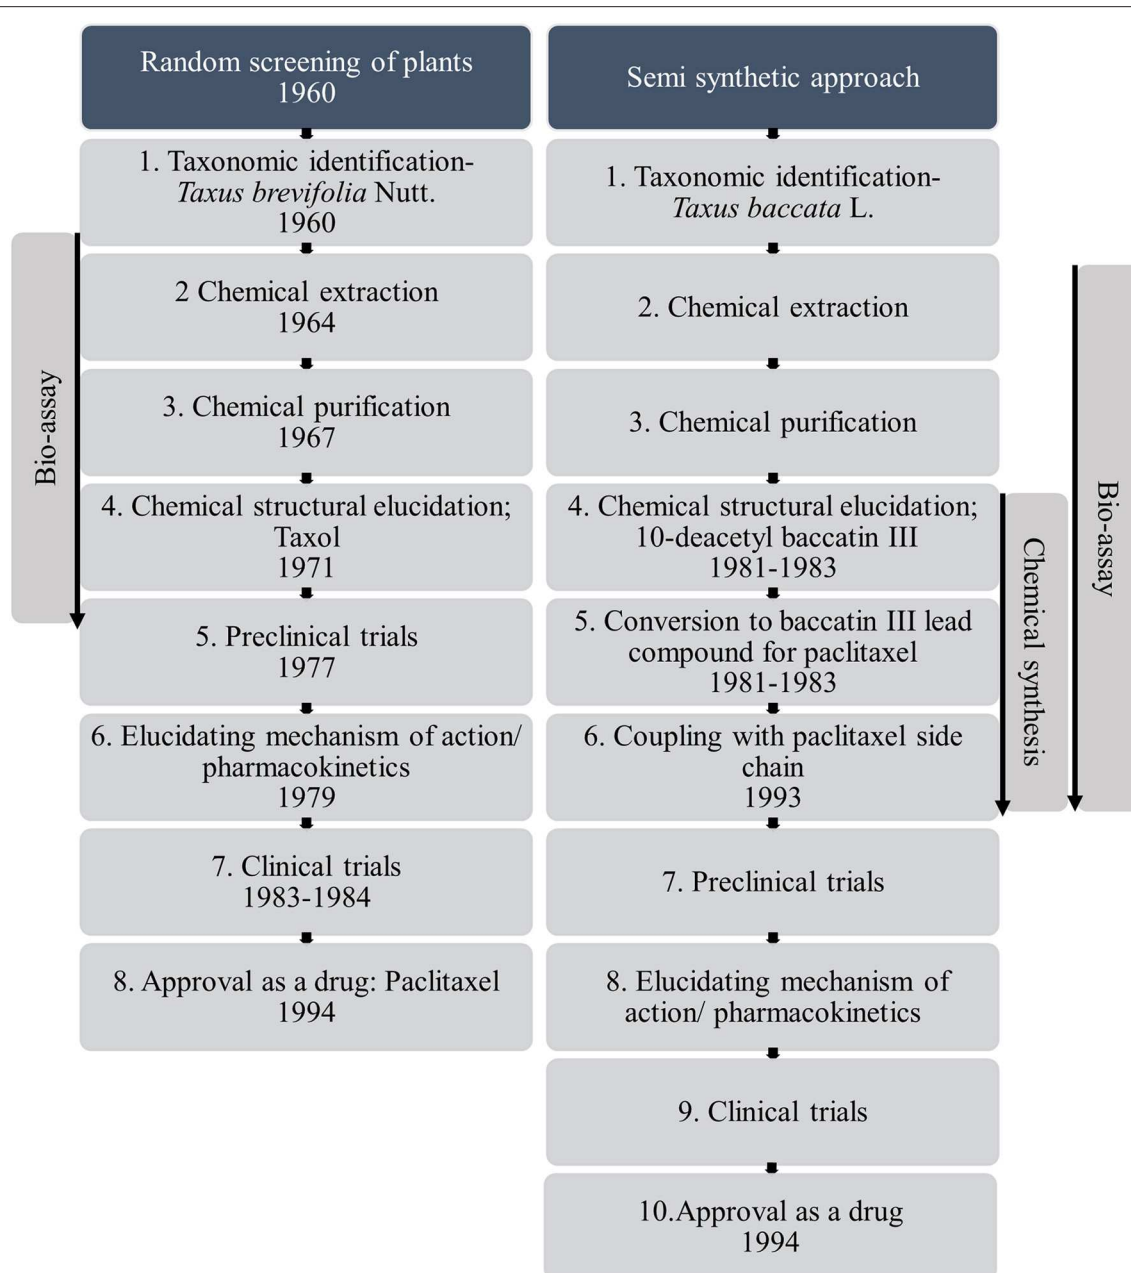 Random screening of plants
1960
1. Taxonomic identification-
Taxus brevifolia Nutt.
1960
2 Chemical extraction
1964
3. Chemical purification
1967
4. Chemical structural elucidation;
Taxol
1971
5. Preclinical trials
1977
6. Elucidating mechanism of action/
pharmacokinetics
1979
7. Clinical trials
1983-1984
8. Approval as a drug: Paclitaxel
1994
Bio-assay
Semi synthetic approach
1. Taxonomic identification-
Taxus baccata L.
2. Chemical extraction
3. Chemical purification
4. Chemical structural elucidation;
10-deacetyl baccatin III
1981-1983
5. Conversion to baccatin III lead
compound for paclitaxel
1981-1983
6. Coupling with paclitaxel side
chain
1993
7. Preclinical trials
8. Elucidating mechanism of
action/ pharmacokinetics
9. Clinical trials
10.Approval as a drug
1994
Chemical synthesis
Bio-assay